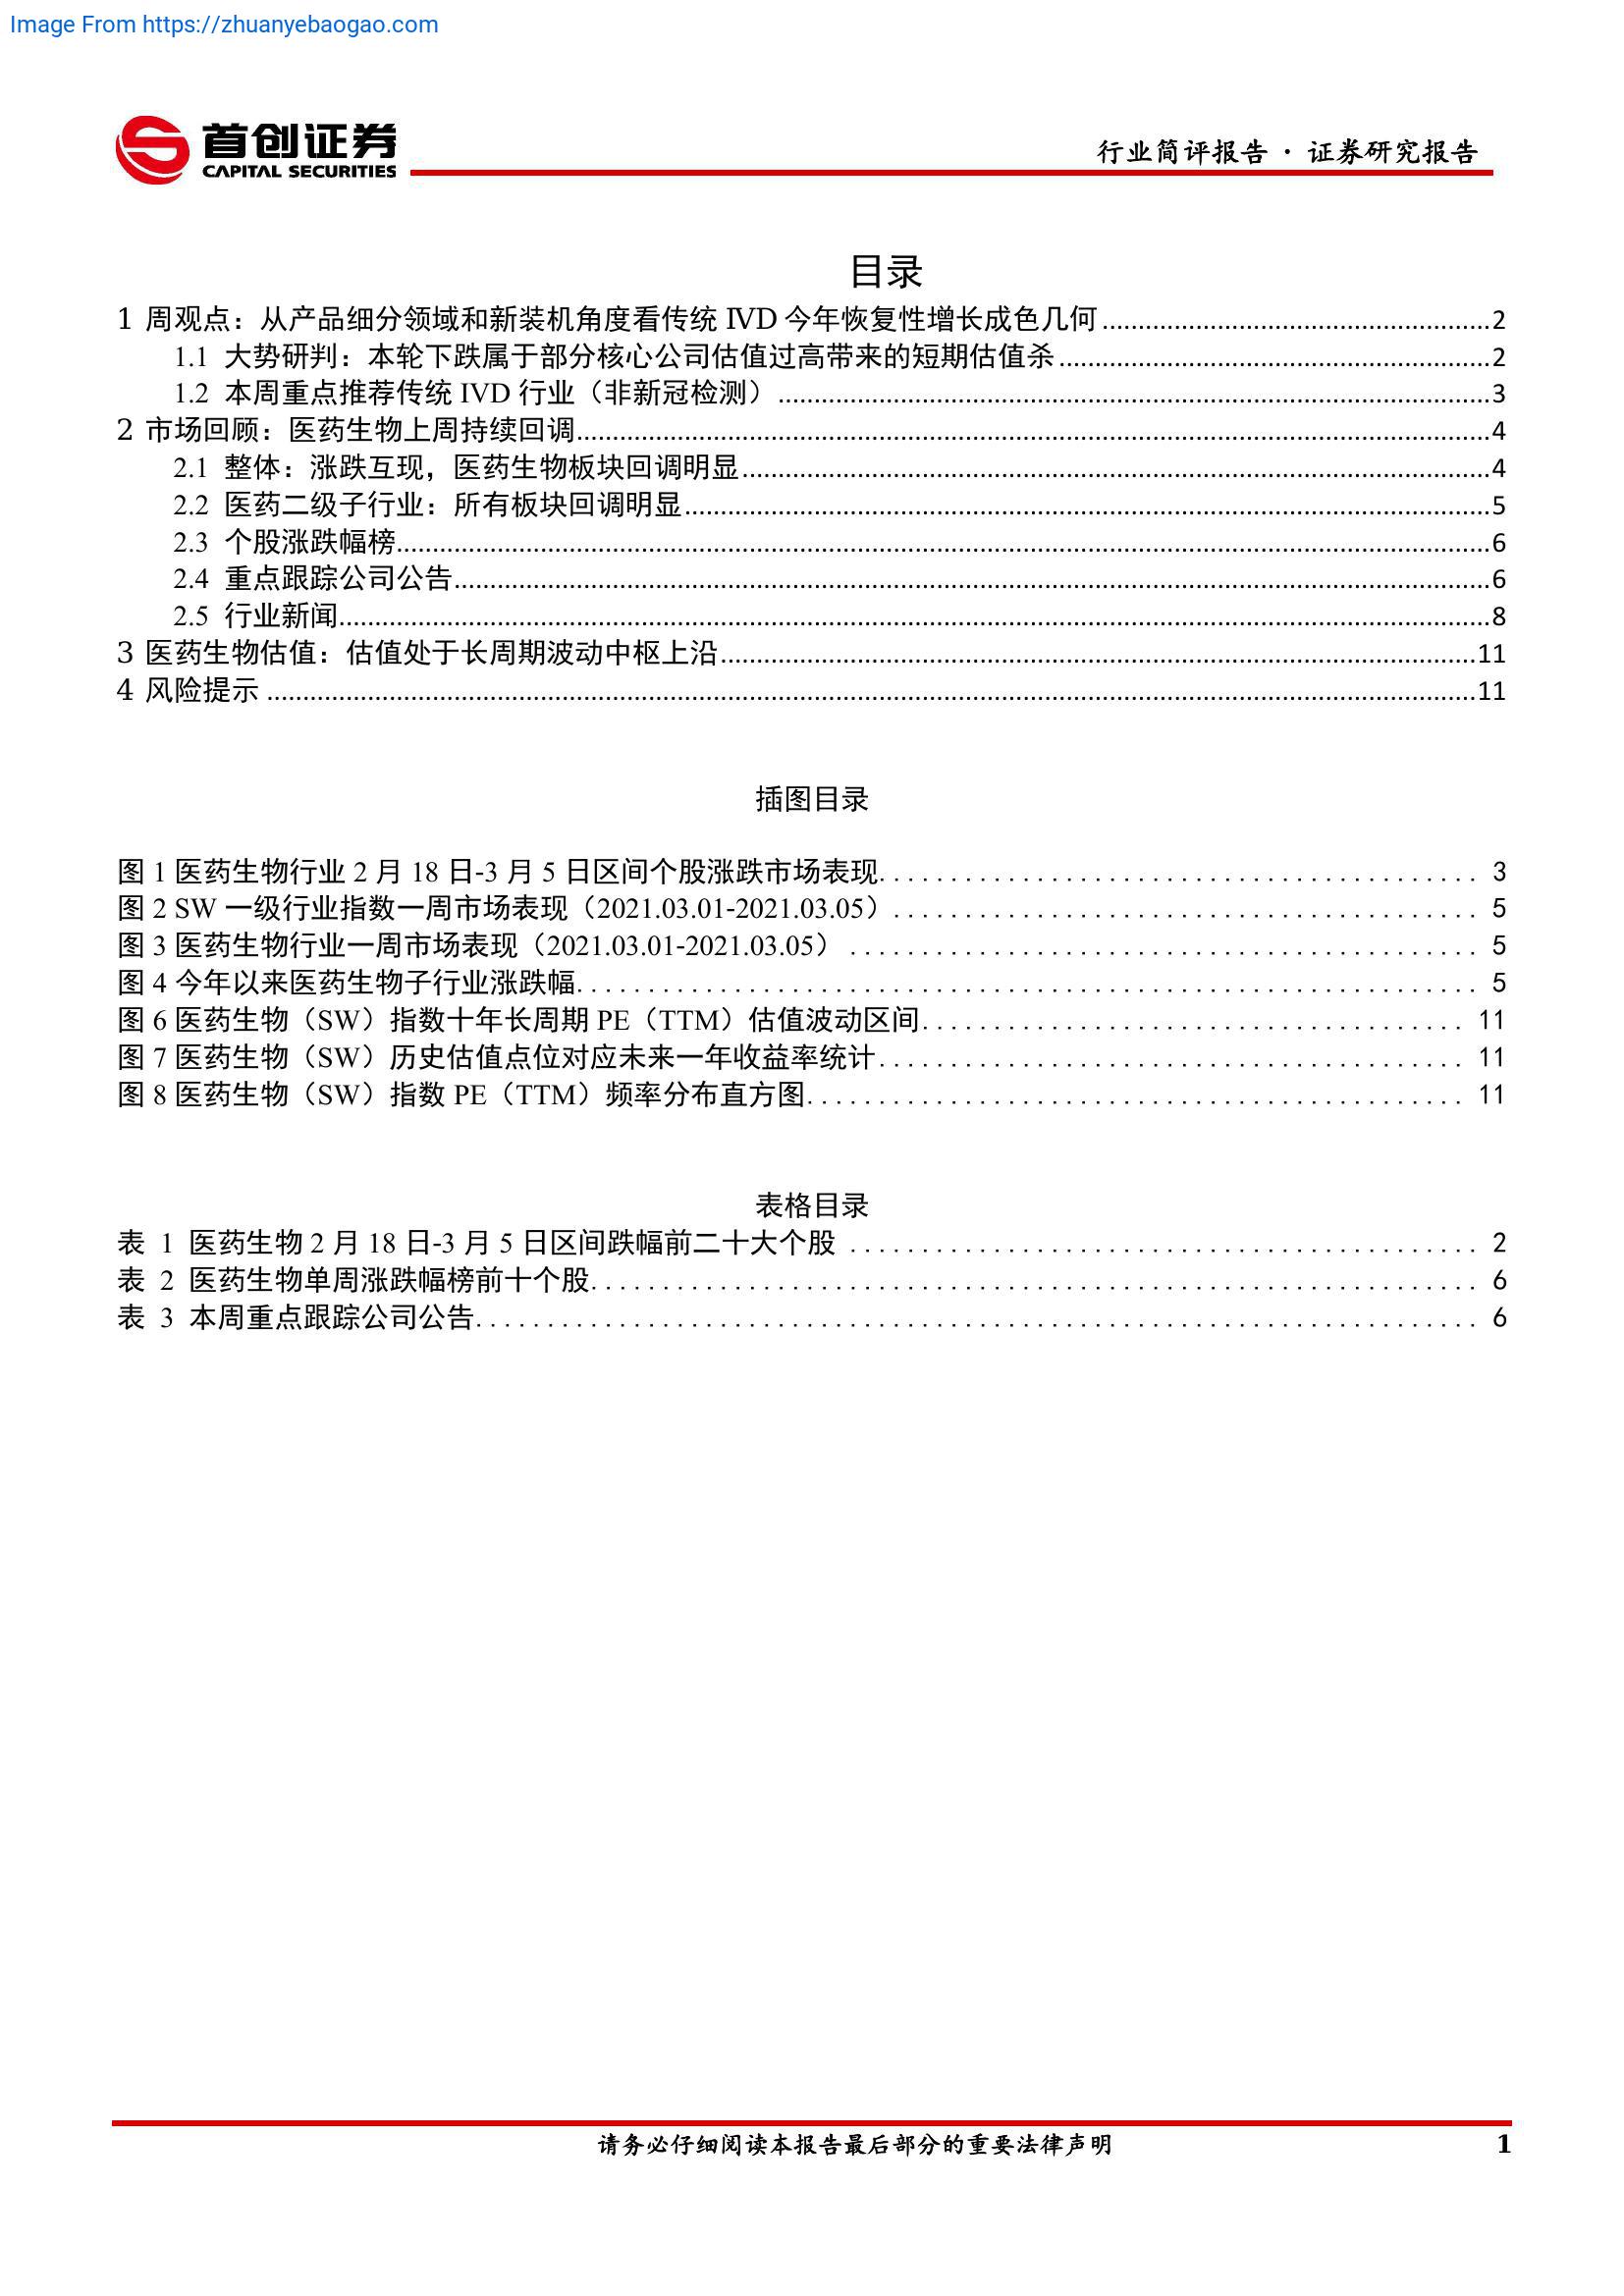 Image From https://zhuanyebaogao.com
首创证券
CAPITAL SECURITIES
行业简评报告 · 证券研究报告
目录
1 周观点：从产品细分领域和新装机角度看传统 IVD 今年恢复性增长成色几何 2
1.1 大势研判：本轮下跌属于部分核心公司估值过高带来的短期估值杀 2
1.2 本周重点推荐传统 IVD 行业（非新冠检测） 3
2 市场回顾：医药生物上周持续回调 4
2.1 整体：涨跌互现，医药生物板块回调明显 4
2.2 医药二级子行业：所有板块回调明显 5
2.3 个股涨跌幅榜 6
2.4 重点跟踪公司公告 6
2.5 行业新闻 8
3 医药生物估值：估值处于长周期波动中枢上沿 11
4 风险提示 11
插图目录
图 1 医药生物行业 2 月 18 日-3 月 5 日区间个股涨跌市场表现 3
图 2 SW 一级行业指数一周市场表现（2021.03.01-2021.03.05） 5
图 3 医药生物行业一周市场表现（2021.03.01-2021.03.05） 5
图 4 今年以来医药生物子行业涨跌幅 5
图 6 医药生物（SW）指数十年长周期 PE（TTM）估值波动区间 11
图 7 医药生物（SW）历史估值点位对应未来一年收益率统计 11
图 8 医药生物（SW）指数 PE（TTM）频率分布直方图 11
表格目录
表 1 医药生物 2 月 18 日-3 月 5 日区间跌幅前二十大个股 2
表 2 医药生物单周涨跌幅榜前十个股 6
表 3 本周重点跟踪公司公告 6
请务必仔细阅读本报告最后部分的重要法律声明 1